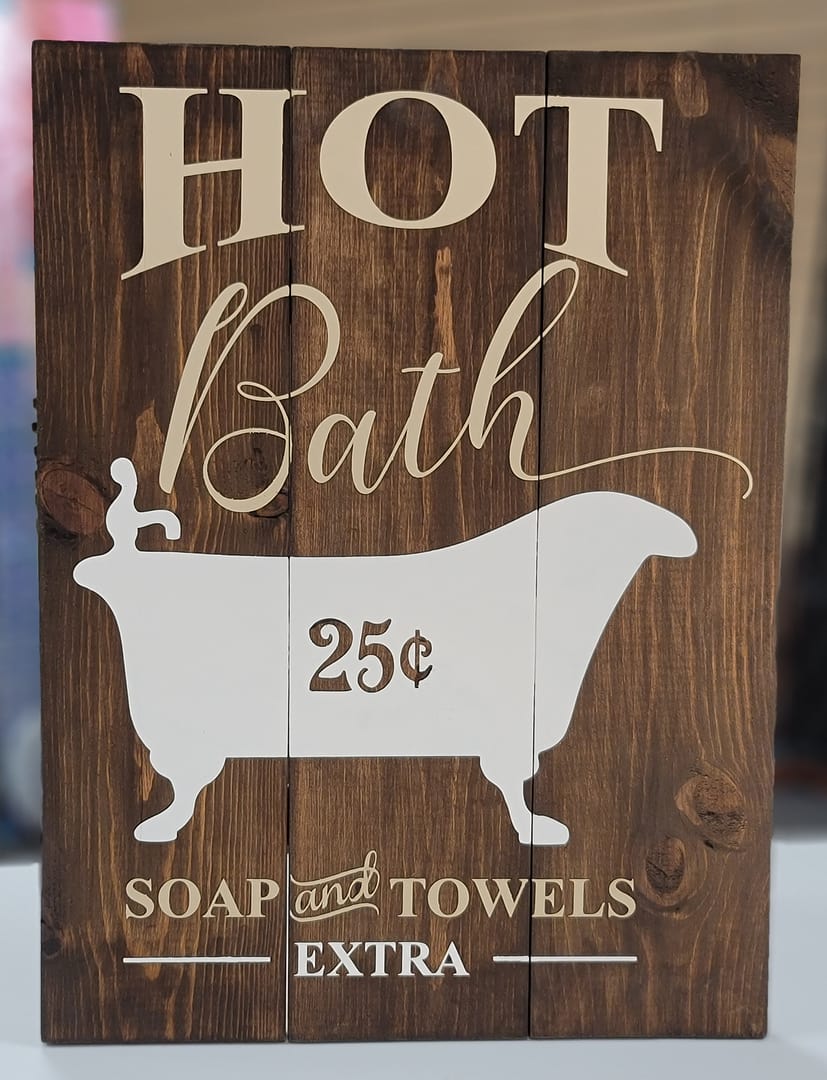 HOT
Bath
25¢
SOAP and TOWELS
EXTRA